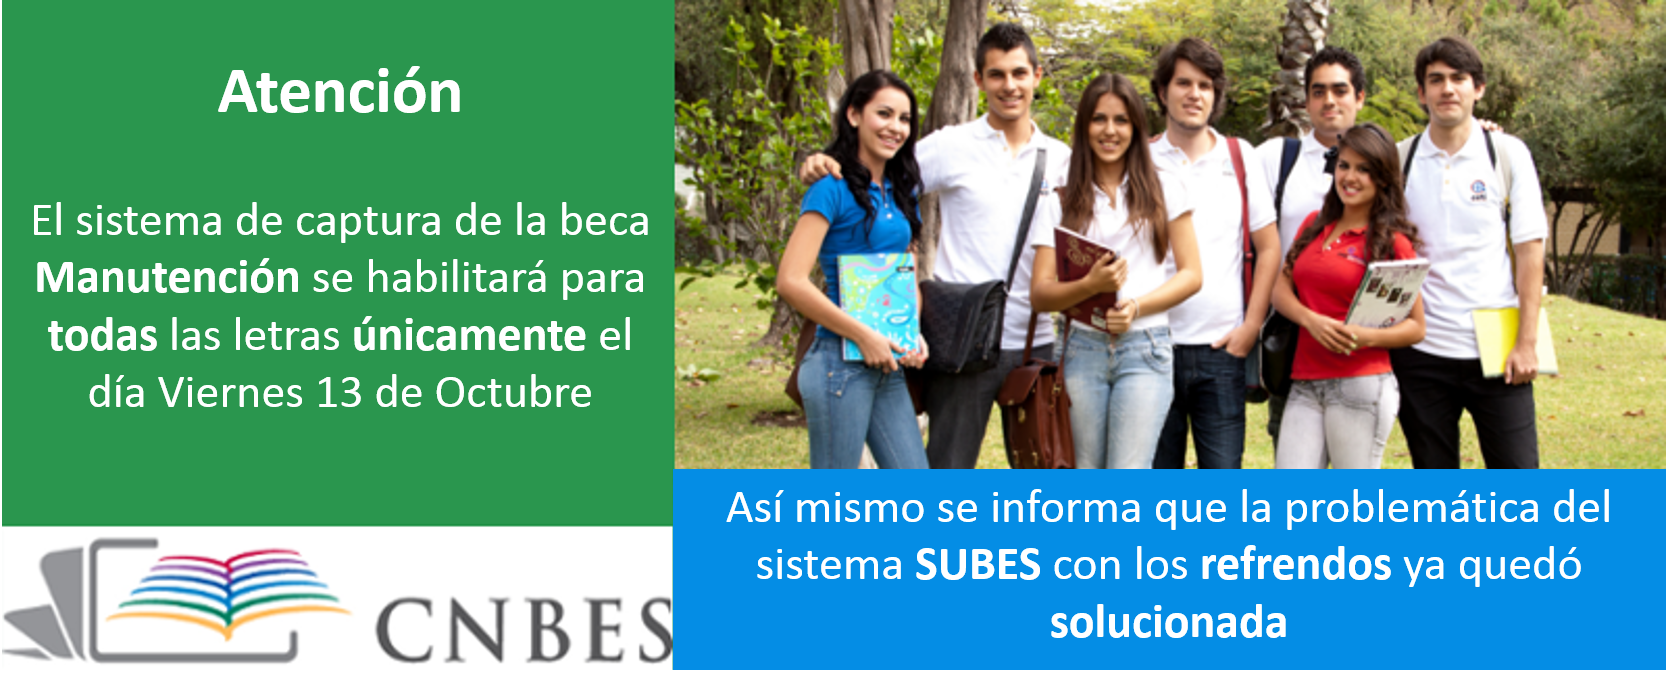 Atención
El sistema de captura de la beca
Manutención se habilitará para
todas las letras únicamente el
día Viernes 13 de Octubre
CNBES
Así mismo se informa que la problemática del
sistema SUBES con los refrendos ya quedó
solucionada